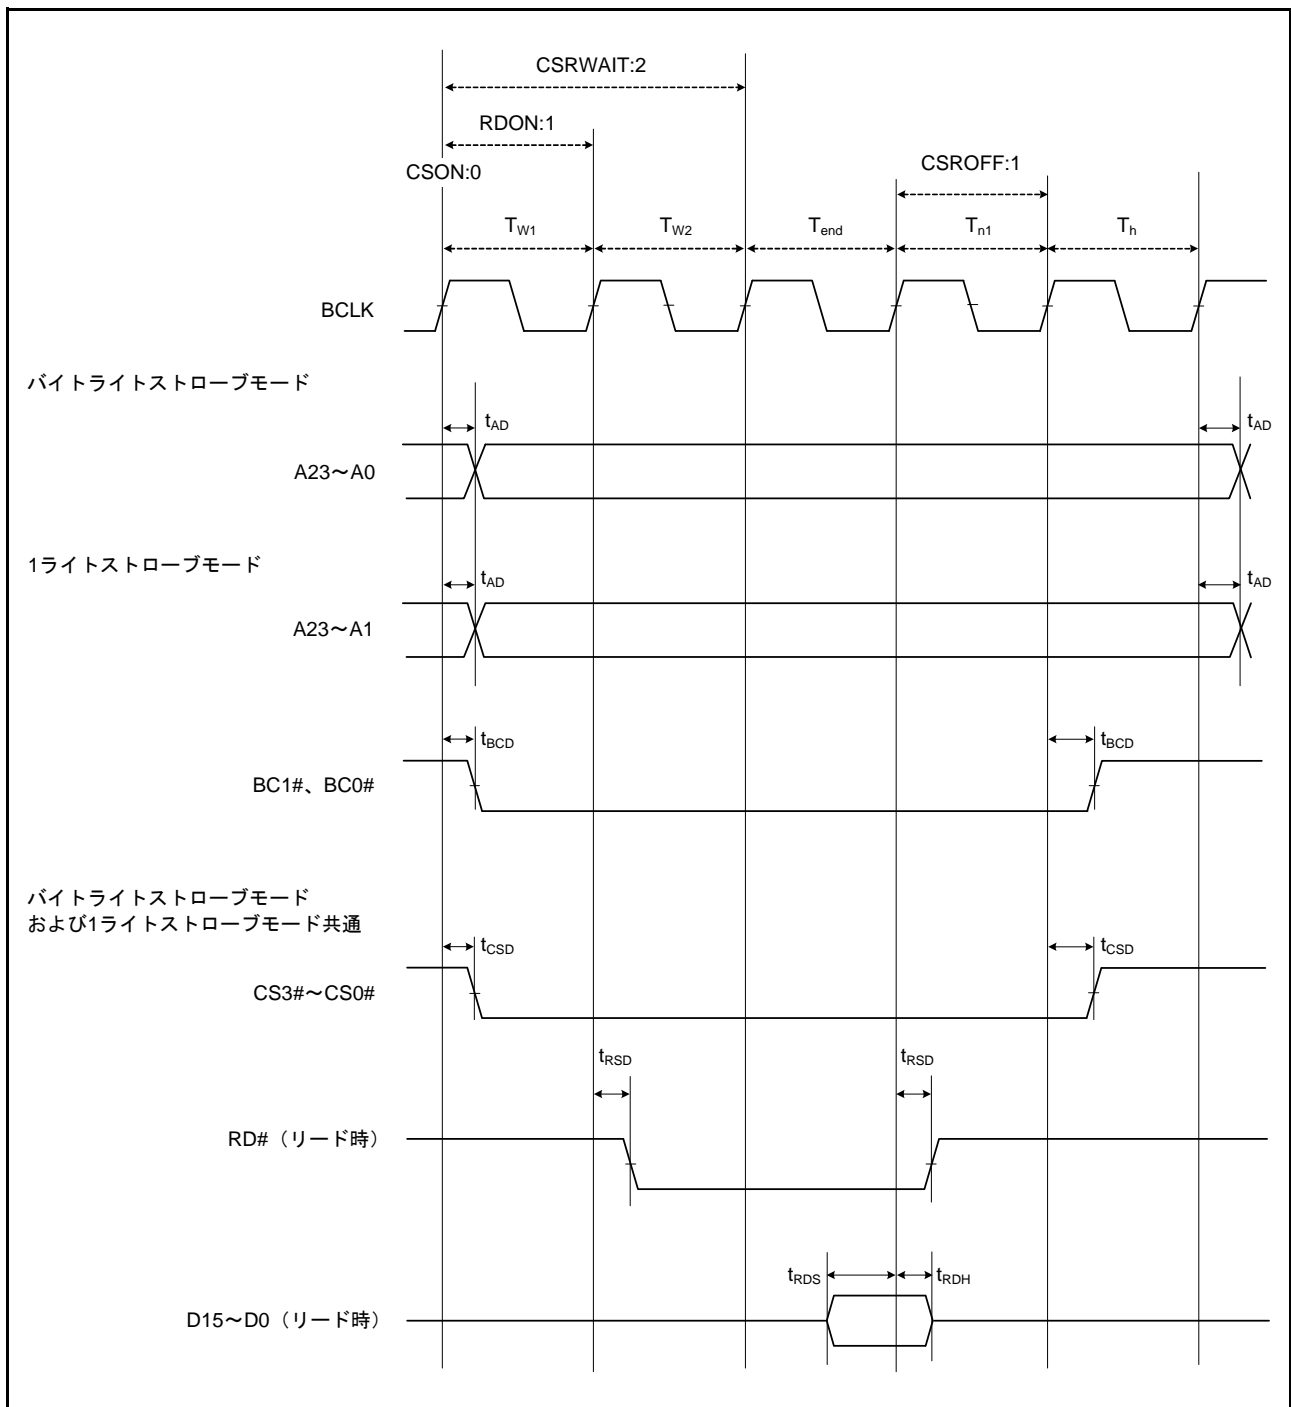 CSRWAIT:2
RDON:1
CSON:0
CSROFF:1
TW1
TW2
Tend
Tn1
Th
BCLK
バイトライトストローブモード
tAD
tAD
A23～A0
1ライトストローブモード
tAD
tAD
A23～A1
tBCD
tBCD
BC1#、BC0#
バイトライトストローブモード
および1ライトストローブモード共通
tCSD
tCSD
CS3#～CS0#
tRSD
tRSD
RD#（リード時）
tRDS
tRDH
D15～D0（リード時）